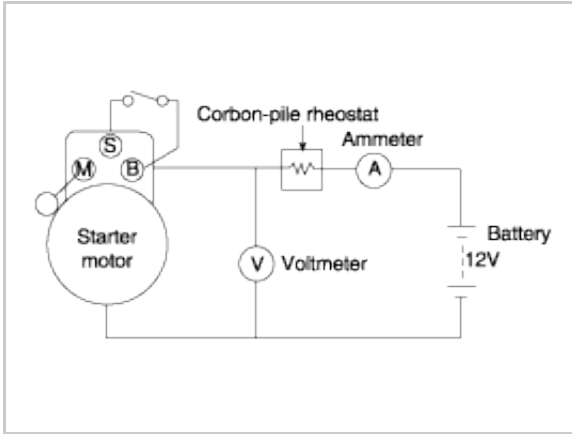 Corbon-pile rheostat
Ammeter
S
M
B
A
Starter
motor
V
Voltmeter
Battery
12V